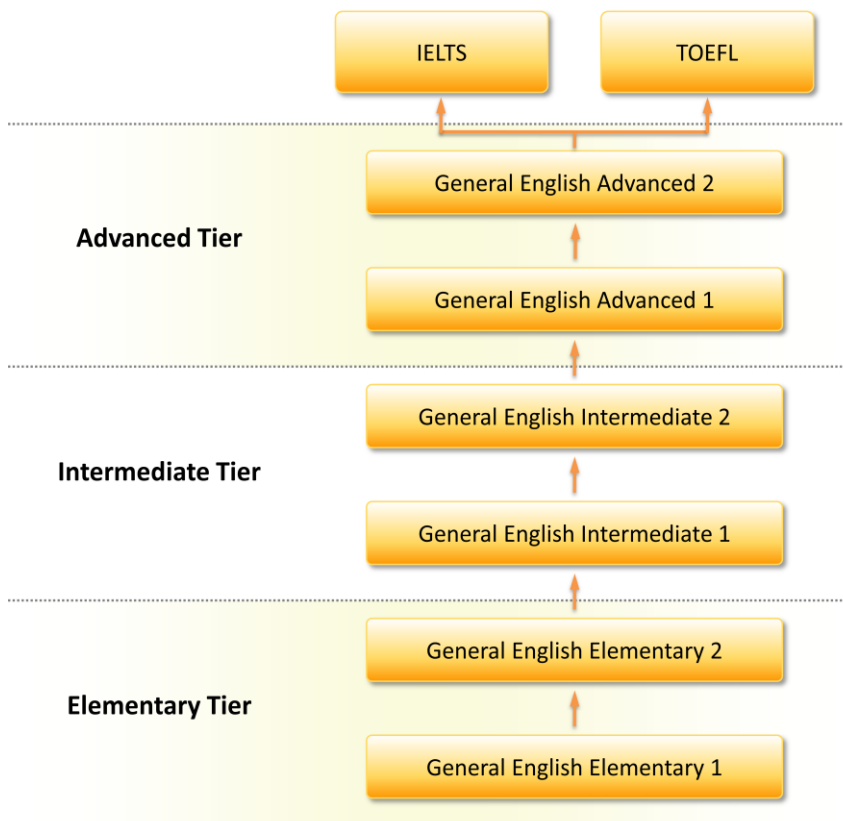 IELTS
TOEFL
General English Advanced 2
Advanced Tier
General English Advanced 1
General English Intermediate 2
Intermediate Tier
General English Intermediate 1
General English Elementary 2
Elementary Tier
General English Elementary 1